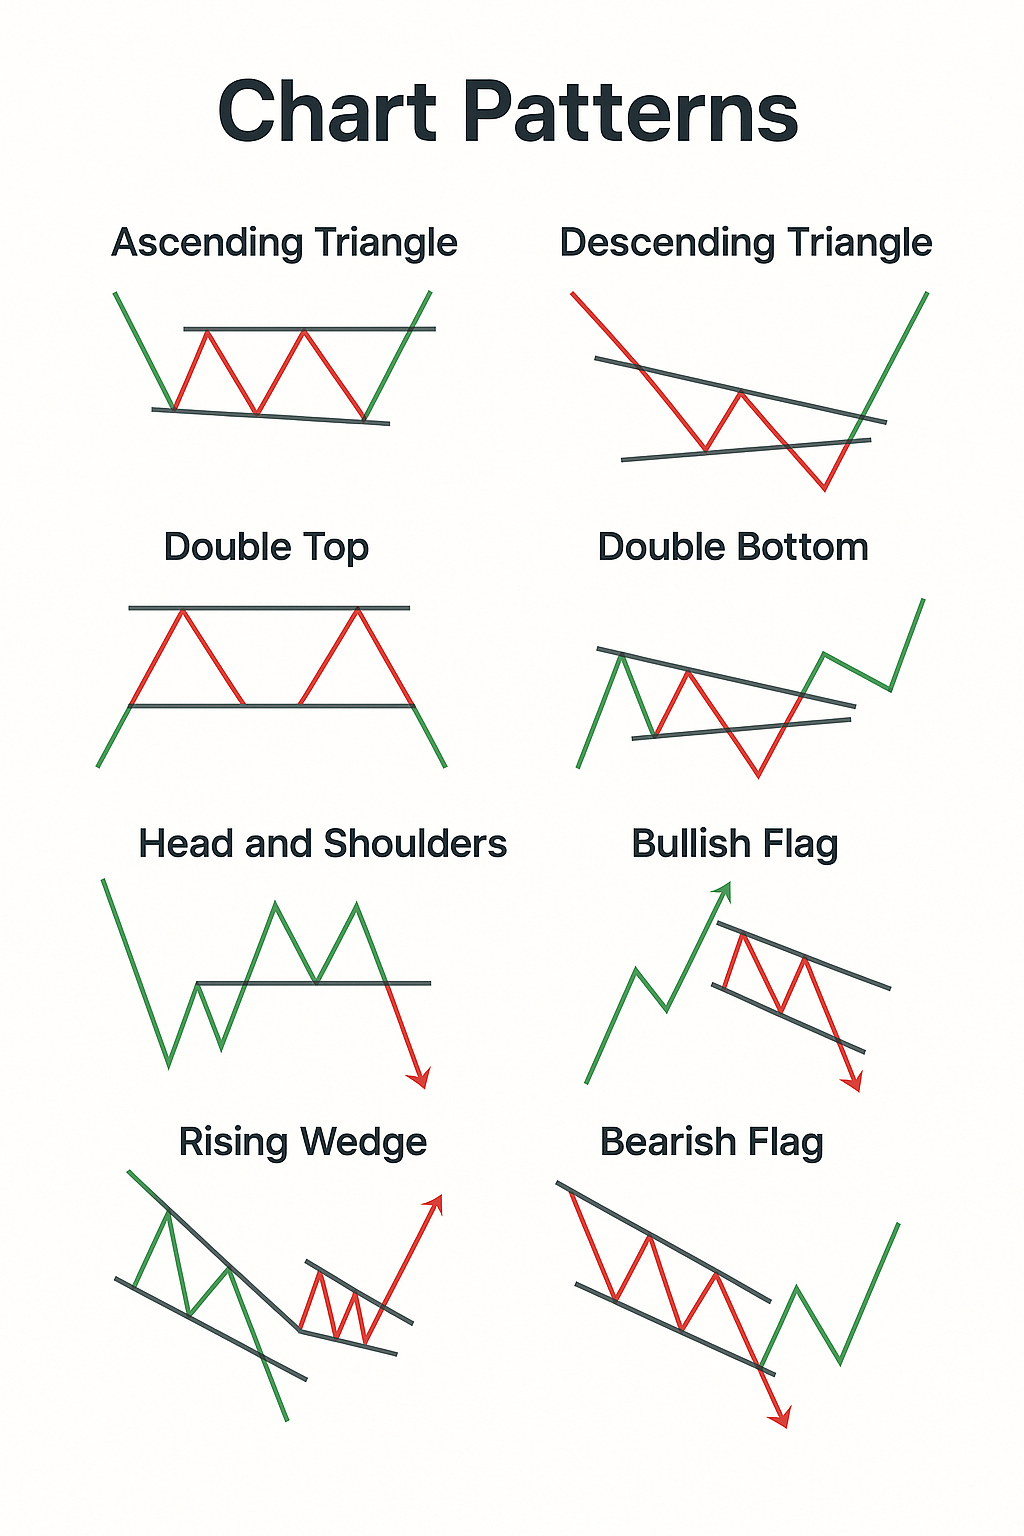 Chart Patterns
Ascending Triangle
Descending Triangle
Double Top
Double Bottom
Head and Shoulders
Bullish Flag
Rising Wedge
Bearish Flag